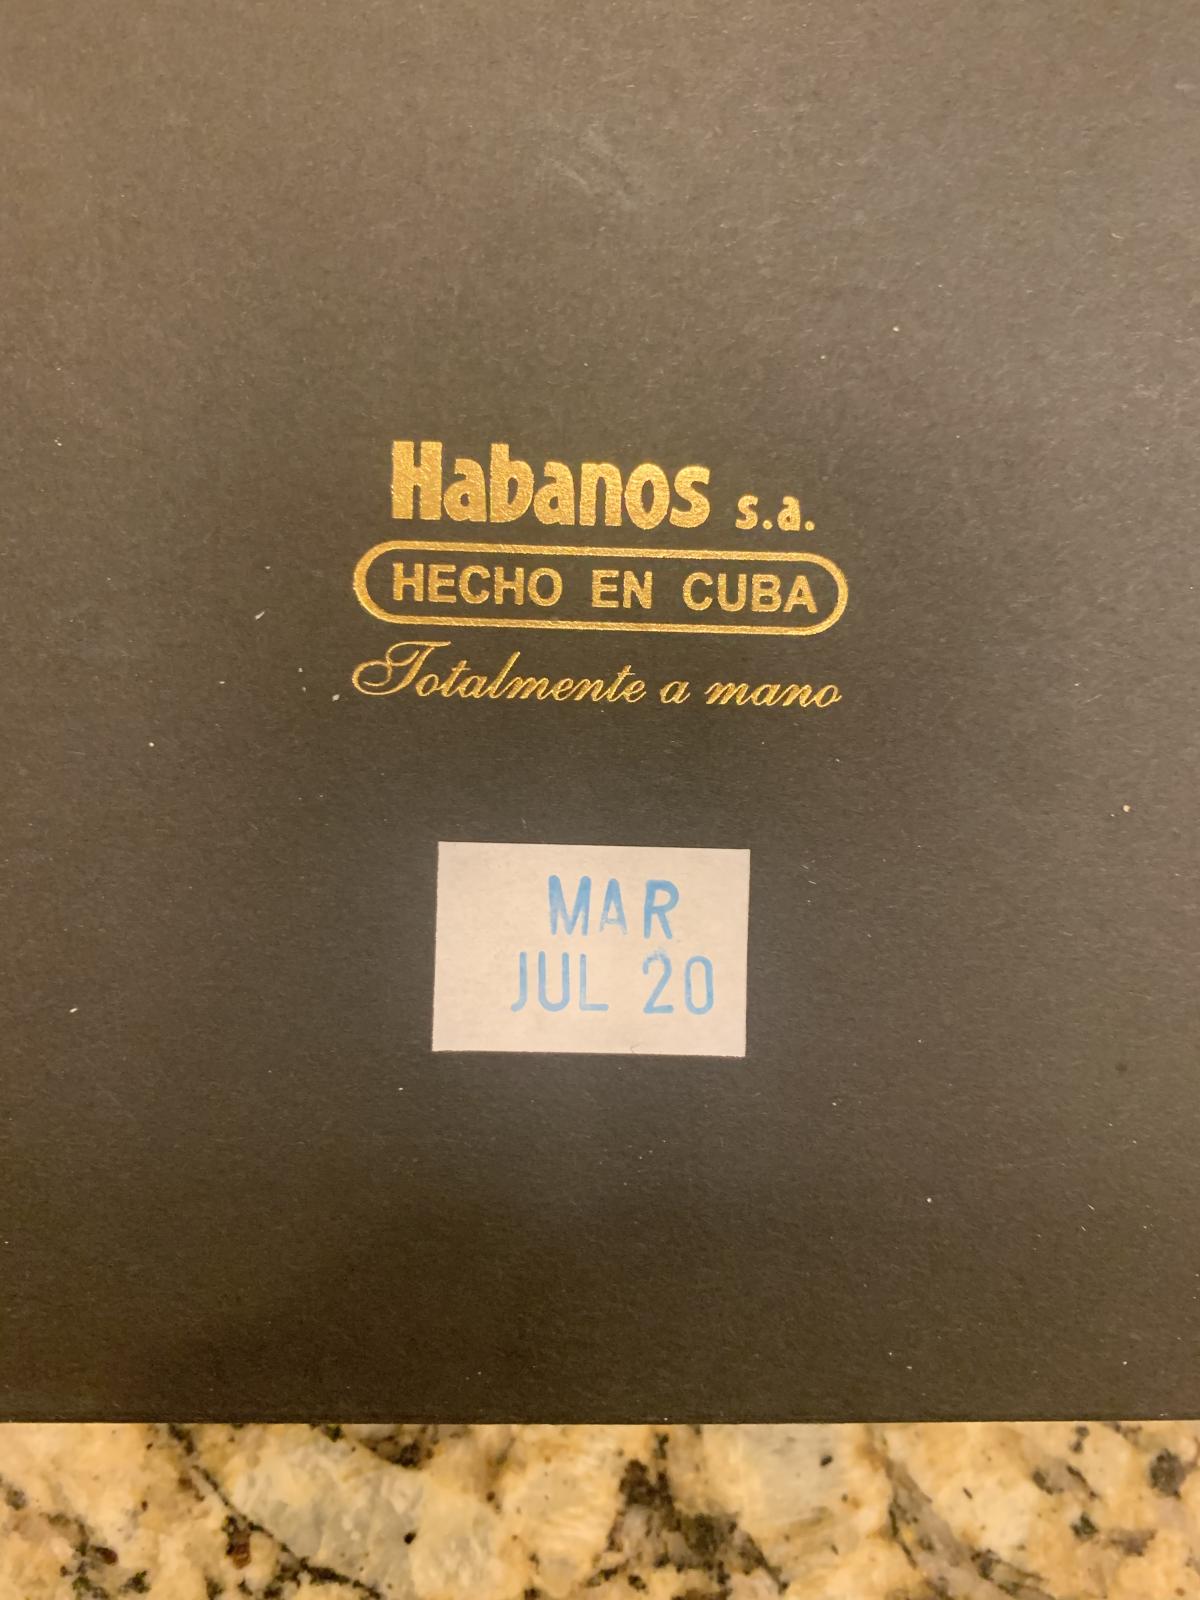 Habanos s.a.
HECHO EN CUBA
Totalmente a mano
MAR
JUL 20